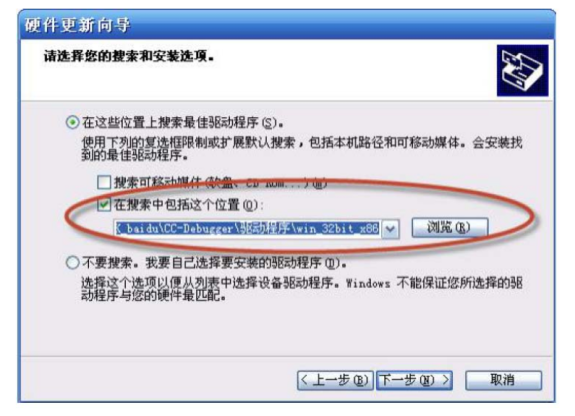 硬件更新向导
请选择您的搜索和安装选项。
在这些位置上搜索最佳驱动程序(S)。
使用下列的复选框限制或扩展默认搜索，包括本机路径和可移动媒体。会安装找
到的最佳驱动程序。
搜索可移动媒体(软盘、CD-ROM...)(M)
在搜索中包括这个位置(O):
baidu\CC-Debugger\驱动程序\win_32bit_x86
浏览(R)
不要搜索。我要自己选择要安装的驱动程序(D)。
选择这个选项以便从列表中选择设备驱动程序。Windows 不能保证您所选择的驱
动程序与您的硬件最匹配。
< 上一步(B)
下一步(N) >
取消